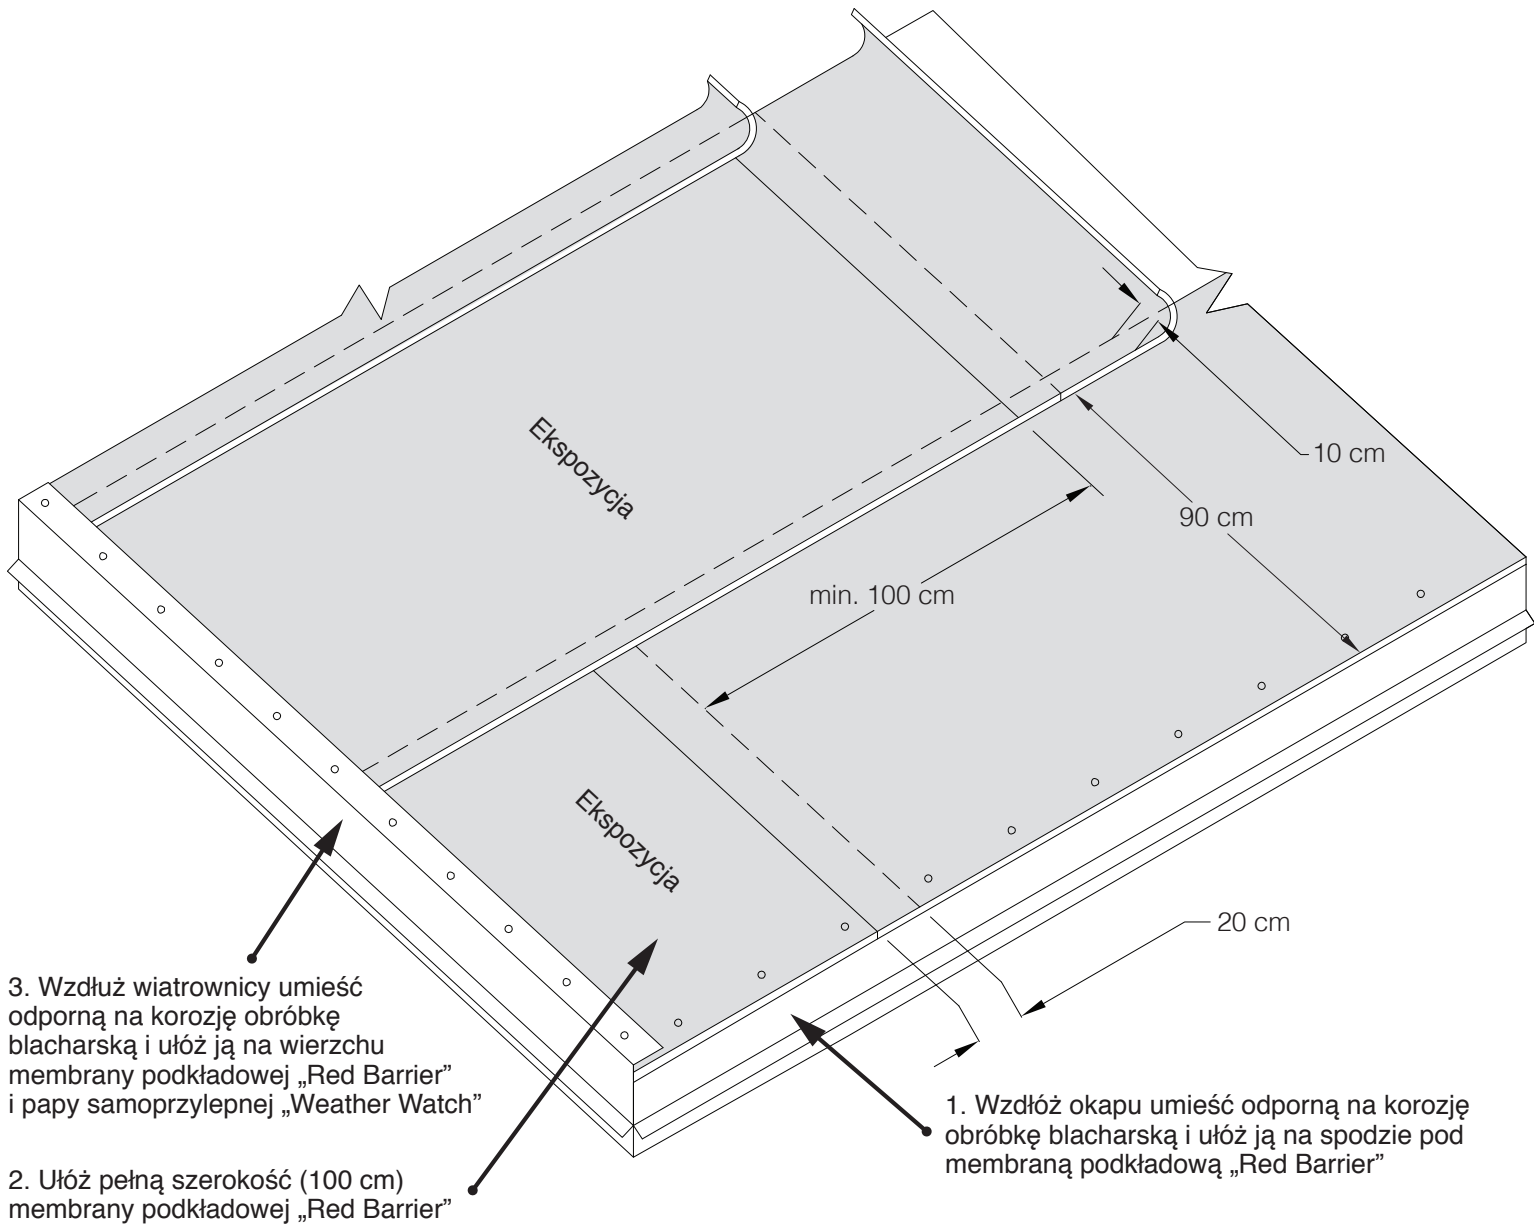 Ekspozycja
10 cm
90 cm
min. 100 cm
Ekspozycja
20 cm
3. Wzdłuż wiatrownicy umieść
odporną na korozję obróbkę
blacharską i ułóż ją na wierzchu
membrany podkładowej „Red Barrier”
i papy samoprzylepnej „Weather Watch”
2. Ułóż pełną szerokość (100 cm)
membrany podkładowej „Red Barrier”
1. Wzdłóż okapu umieść odporną na korozję
obróbkę blacharską i ułóż ją na spodzie pod
membraną podkładową „Red Barrier”